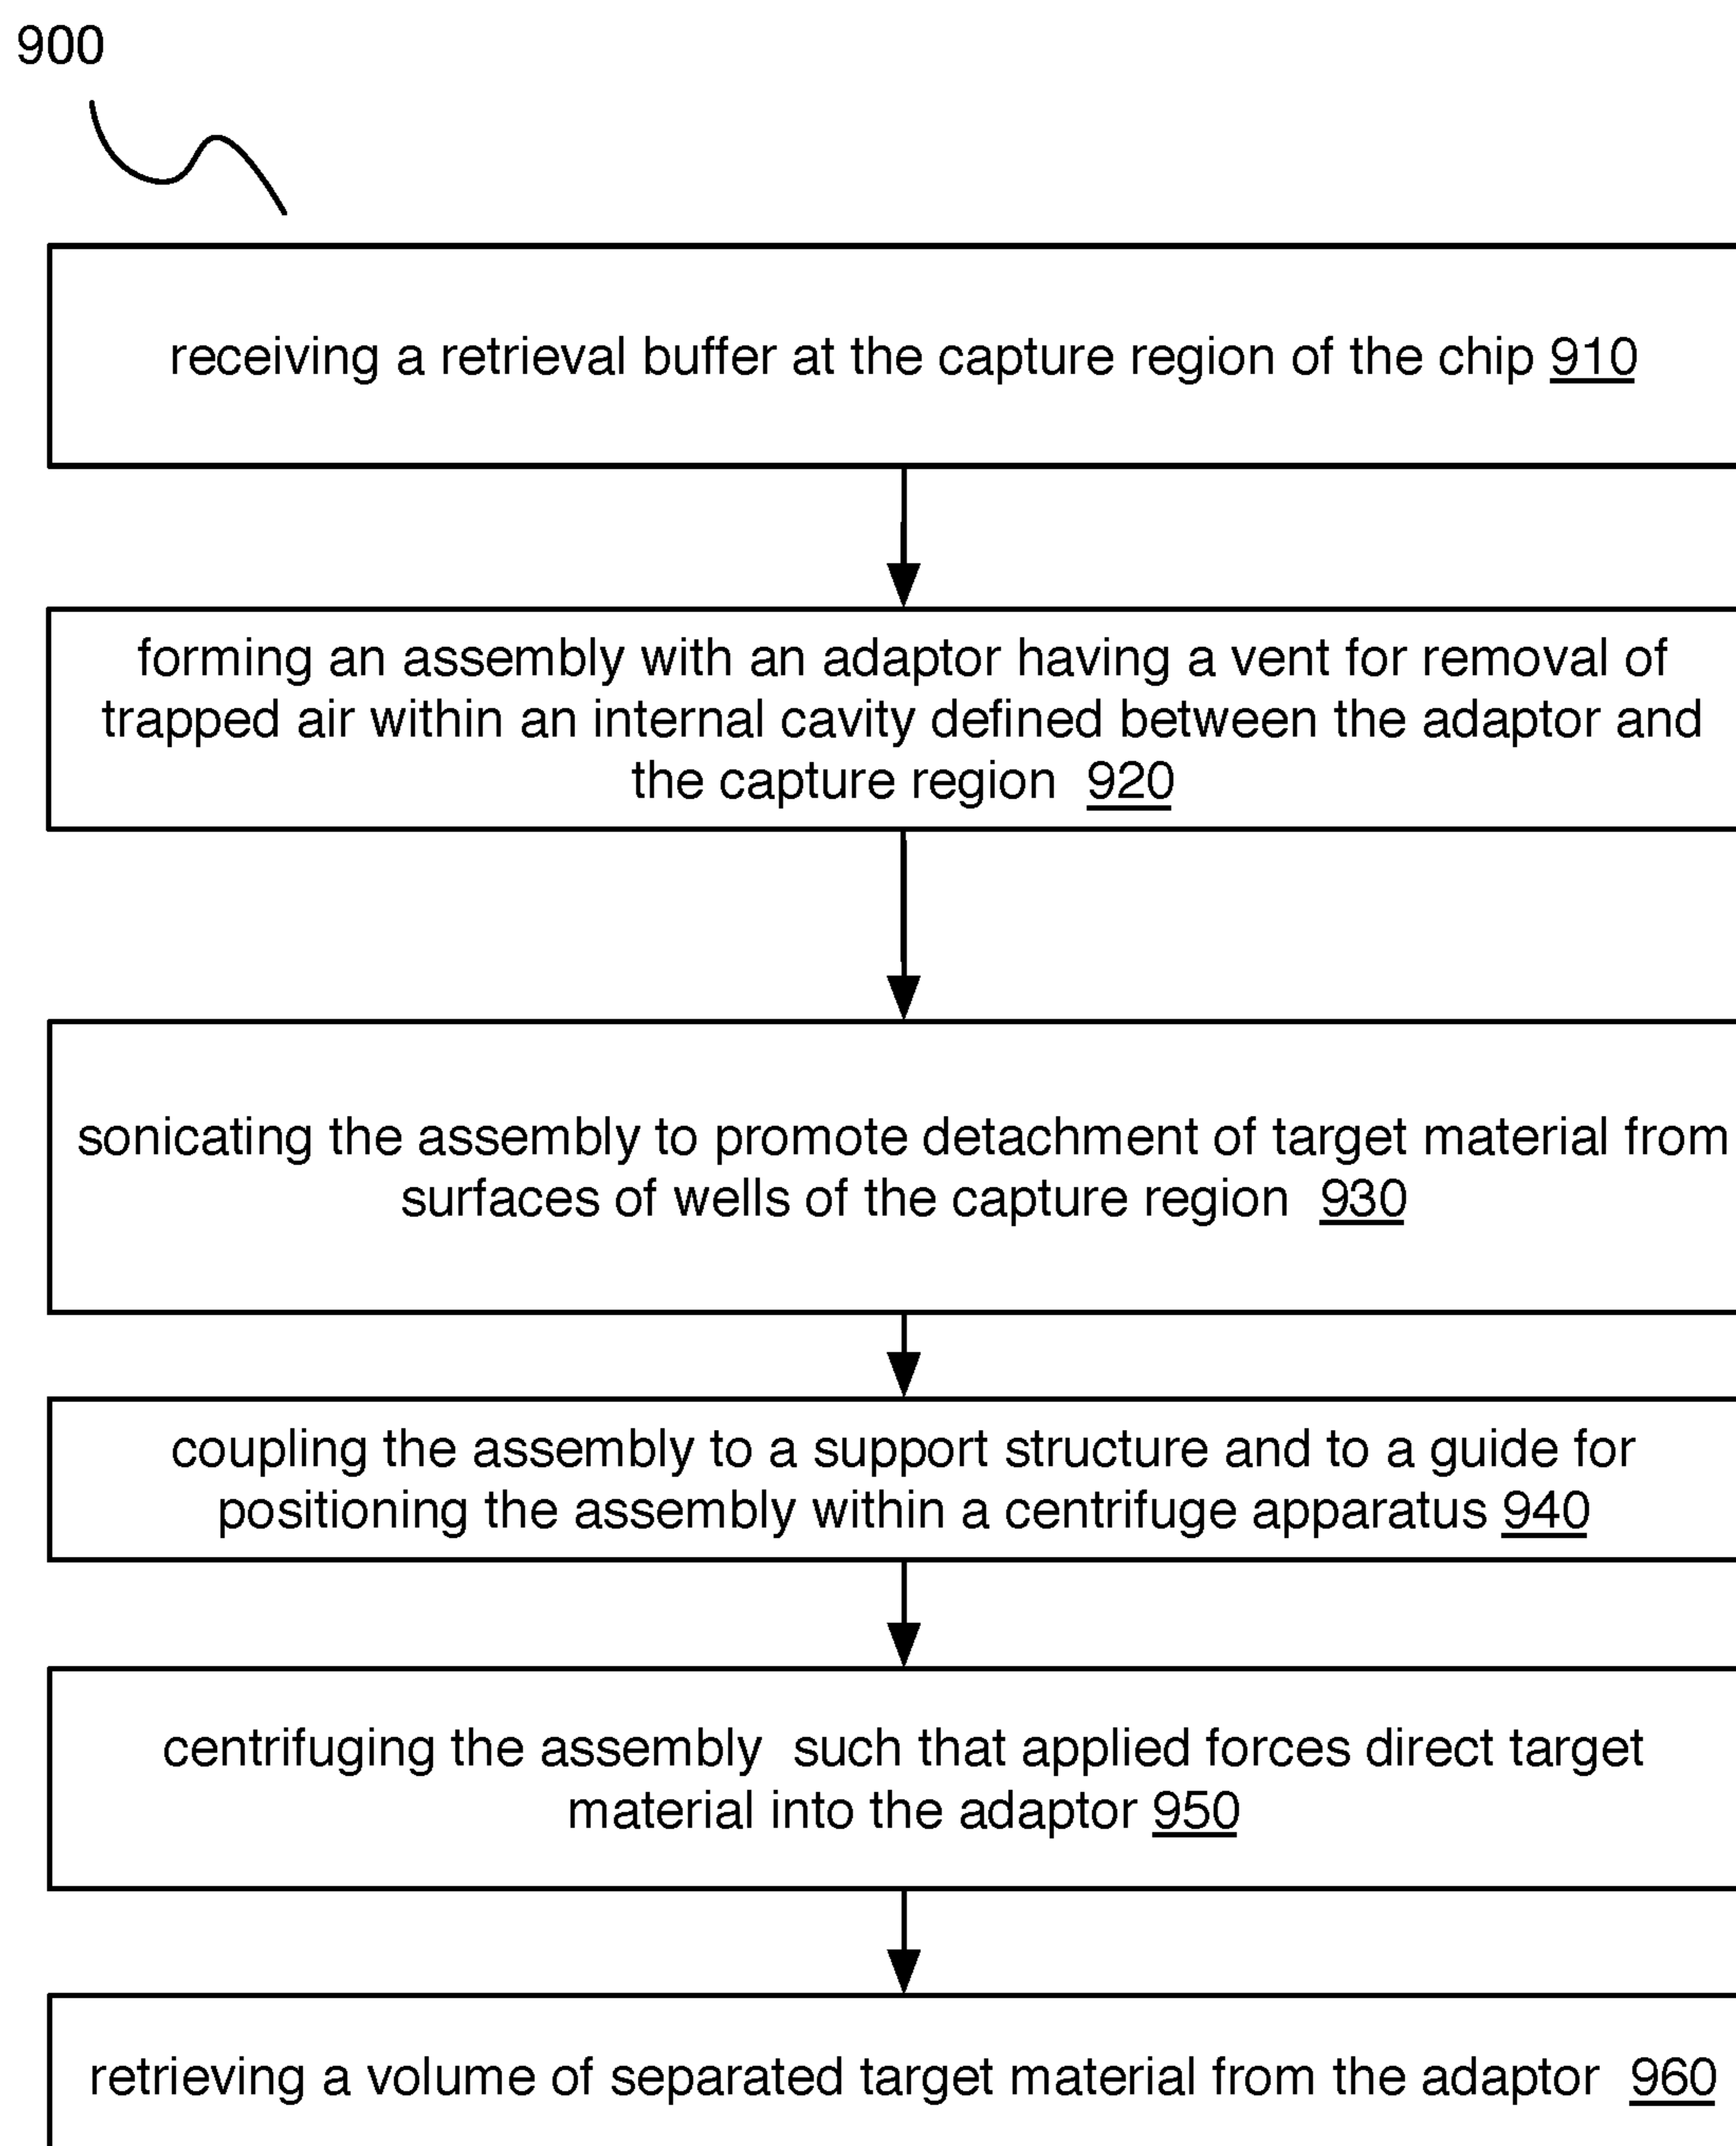 900
receiving a retrieval buffer at the capture region of the chip 910
forming an assembly with an adaptor having a vent for removal of
trapped air within an internal cavity defined between the adaptor and
the capture region 920
sonicating the assembly to promote detachment of target material from
surfaces of wells of the capture region 930
coupling the assembly to a support structure and to a guide for
positioning the assembly within a centrifuge apparatus 940
centrifuging the assembly such that applied forces direct target
material into the adaptor 950
retrieving a volume of separated target material from the adaptor 960